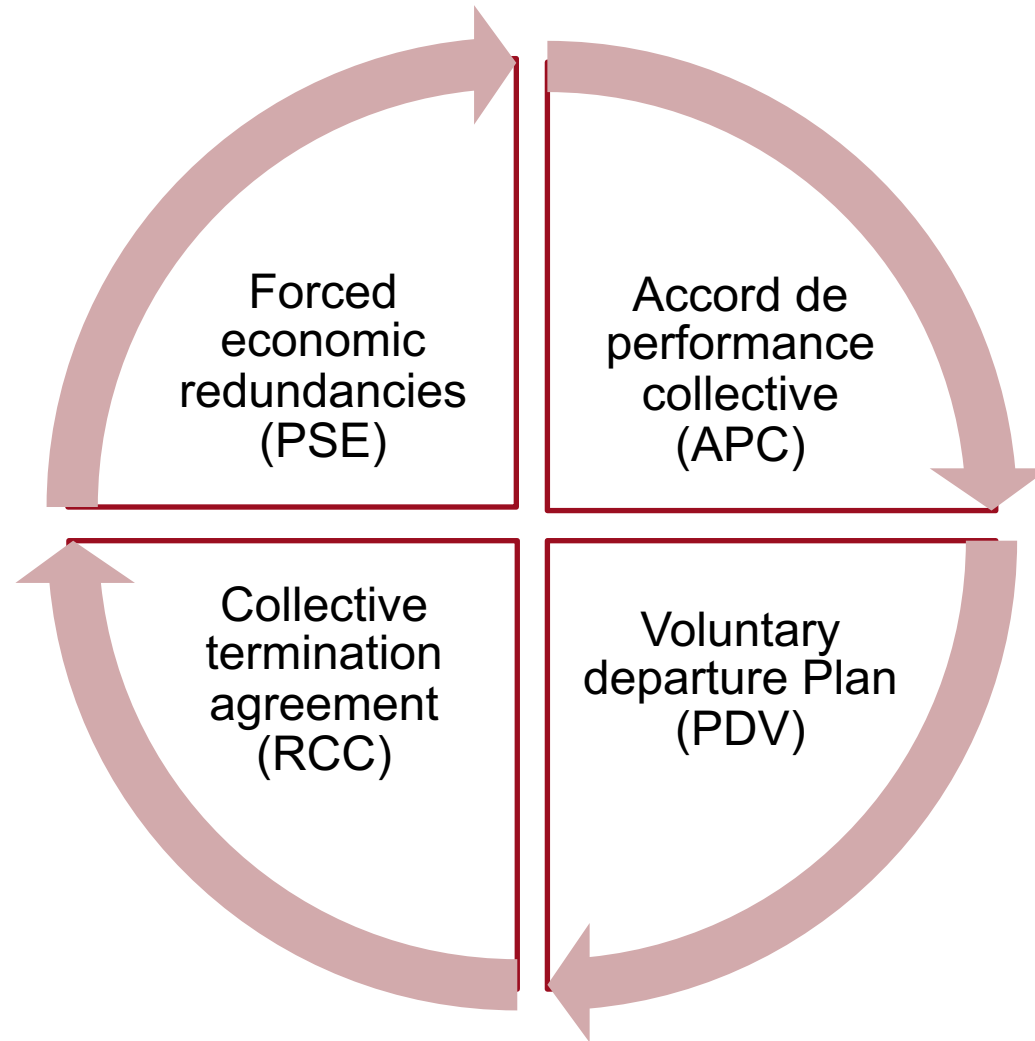 Forced
economic
redundancies
(PSE)
Accord de
performance
collective
(APC)
Collective
termination
agreement
(RCC)
Voluntary
departure Plan
(PDV)